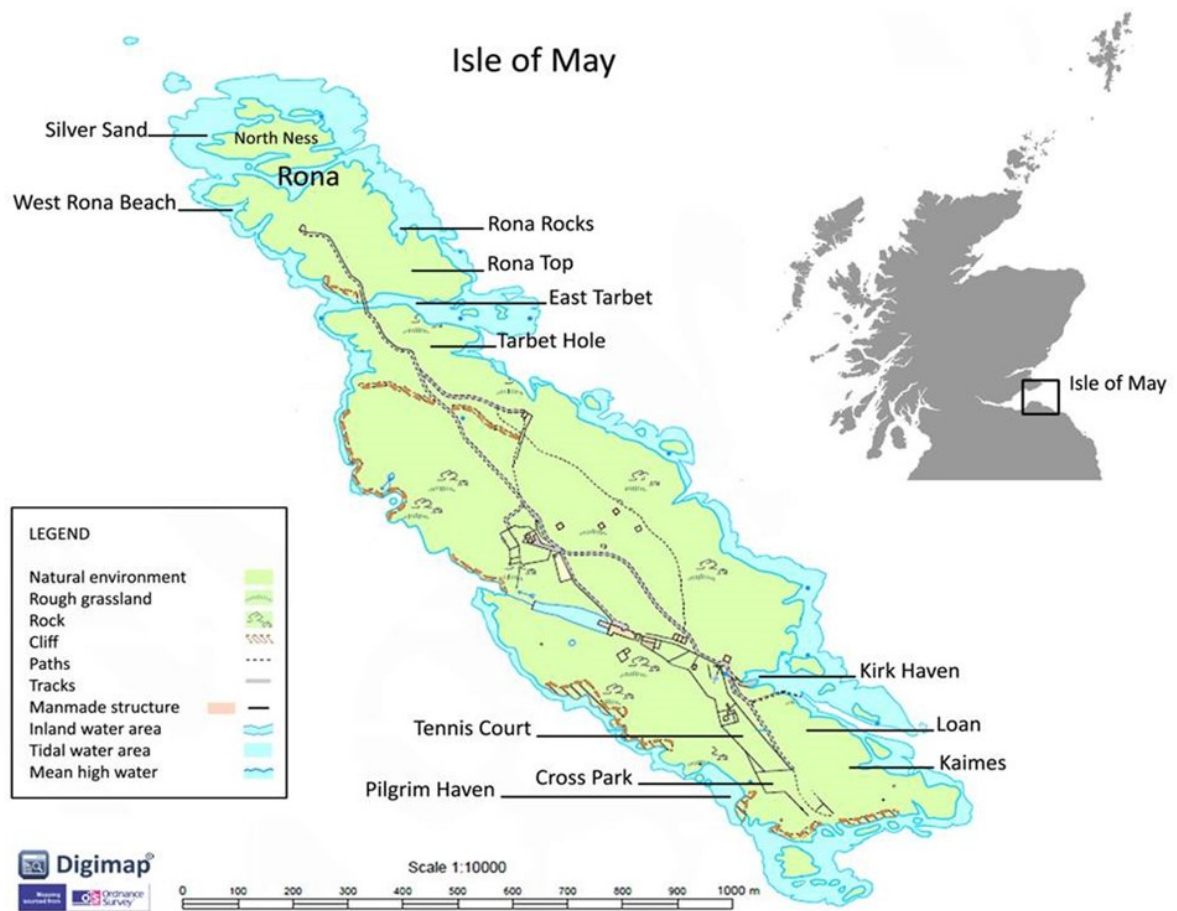 Isle of May
Silver Sand
North Ness
Rona
West Rona Beach
Rona Rocks
Rona Top
East Tarbet
Tarbet Hole
Isle of May
LEGEND
Natural environment
Rough grassland
Rock
Cliff
Paths
Tracks
Manmade structure
Inland water area
Tidal water area
Mean high water
Kirk Haven
Tennis Court
Loan
Cross Park
Kaimes
Pilgrim Haven
Digimap
Mapping sourced from
Ordnance Survey
Scale 1:10000
0 100 200 300 400 500 600 700 800 900 1000 m